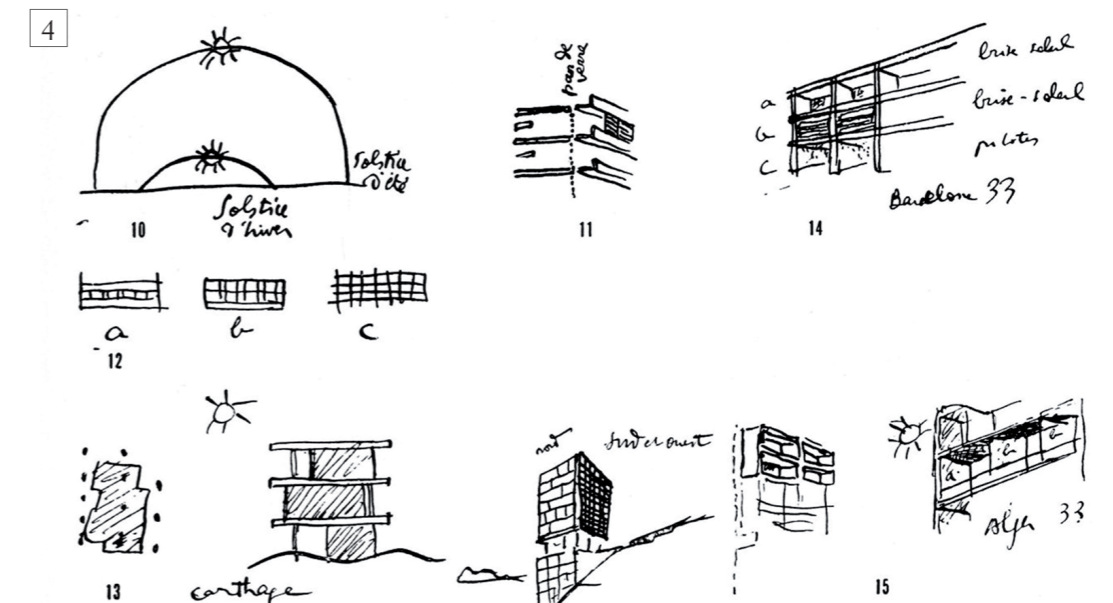 4
Solstice
d'été
Solstice
d'hiver
10
pan de
verre
11
a
b
c
brise soleil
brise-soleil
pilotis
Barcelone 33
14
a
b
c
12
13
Carthage
nord
sud et ouest
15
Alger 33